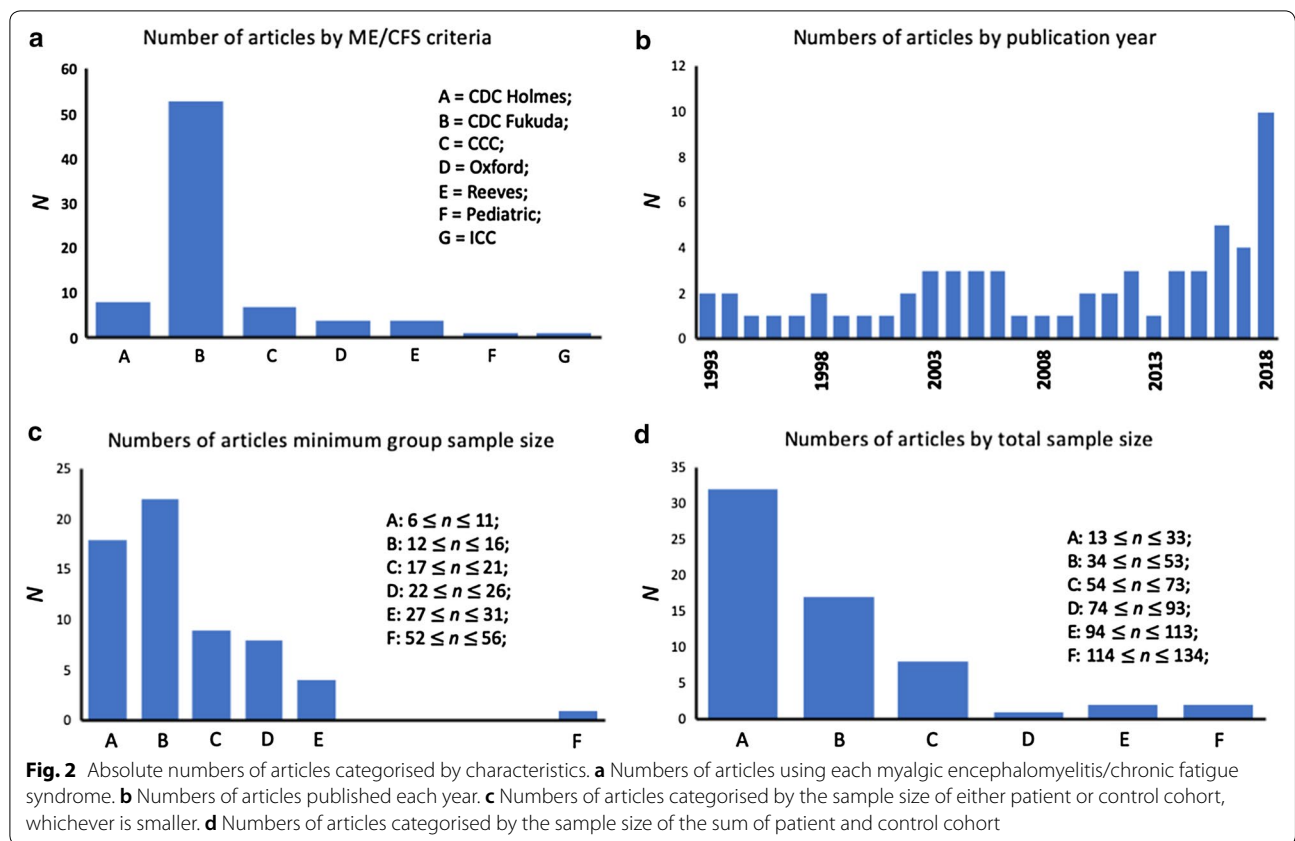 a
Number of articles by ME/CFS criteria
60
50
40
30
20
10
0
N
A B C D E F G
A = CDC Holmes;
B = CDC Fukuda;
C = CCC;
D = Oxford;
E = Reeves;
F = Pediatric;
G = ICC
b
Numbers of articles by publication year
12
10
8
6
4
2
0
N
1993 1998 2003 2008 2013 2018
c
Numbers of articles minimum group sample size
25
20
15
10
5
0
N
A B C D E F
A: 6 ≤ n ≤ 11;
B: 12 ≤ n ≤ 16;
C: 17 ≤ n ≤ 21;
D: 22 ≤ n ≤ 26;
E: 27 ≤ n ≤ 31;
F: 52 ≤ n ≤ 56;
d
Numbers of articles by total sample size
35
30
25
20
15
10
5
0
N
A B C D E F
A: 13 ≤ n ≤ 33;
B: 34 ≤ n ≤ 53;
C: 54 ≤ n ≤ 73;
D: 74 ≤ n ≤ 93;
E: 94 ≤ n ≤ 113;
F: 114 ≤ n ≤ 134;
Fig. 2 Absolute numbers of articles categorised by characteristics. a Numbers of articles using each myalgic encephalomyelitis/chronic fatigue
syndrome. b Numbers of articles published each year. c Numbers of articles categorised by the sample size of either patient or control cohort,
whichever is smaller. d Numbers of articles categorised by the sample size of the sum of patient and control cohort